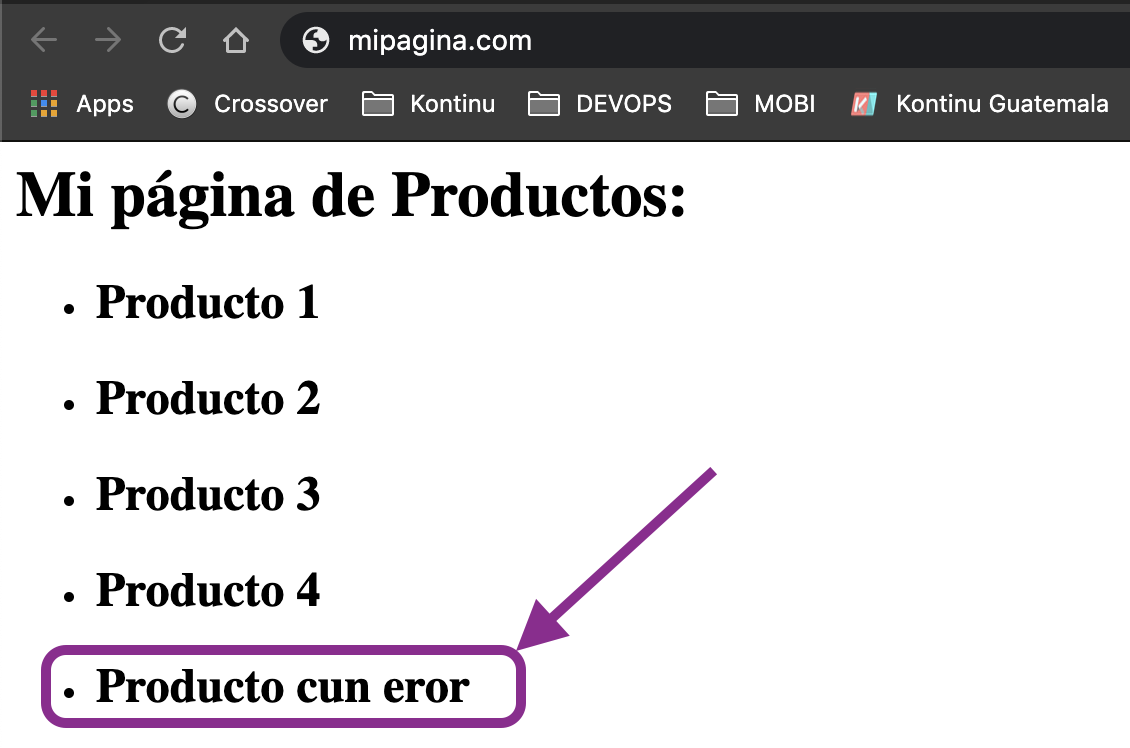 mipagina.com
Apps Crossover Kontinu DEVOPS MOBI Kontinu Guatemala
Mi página de Productos:
Producto 1
Producto 2
Producto 3
Producto 4
Producto cun eror